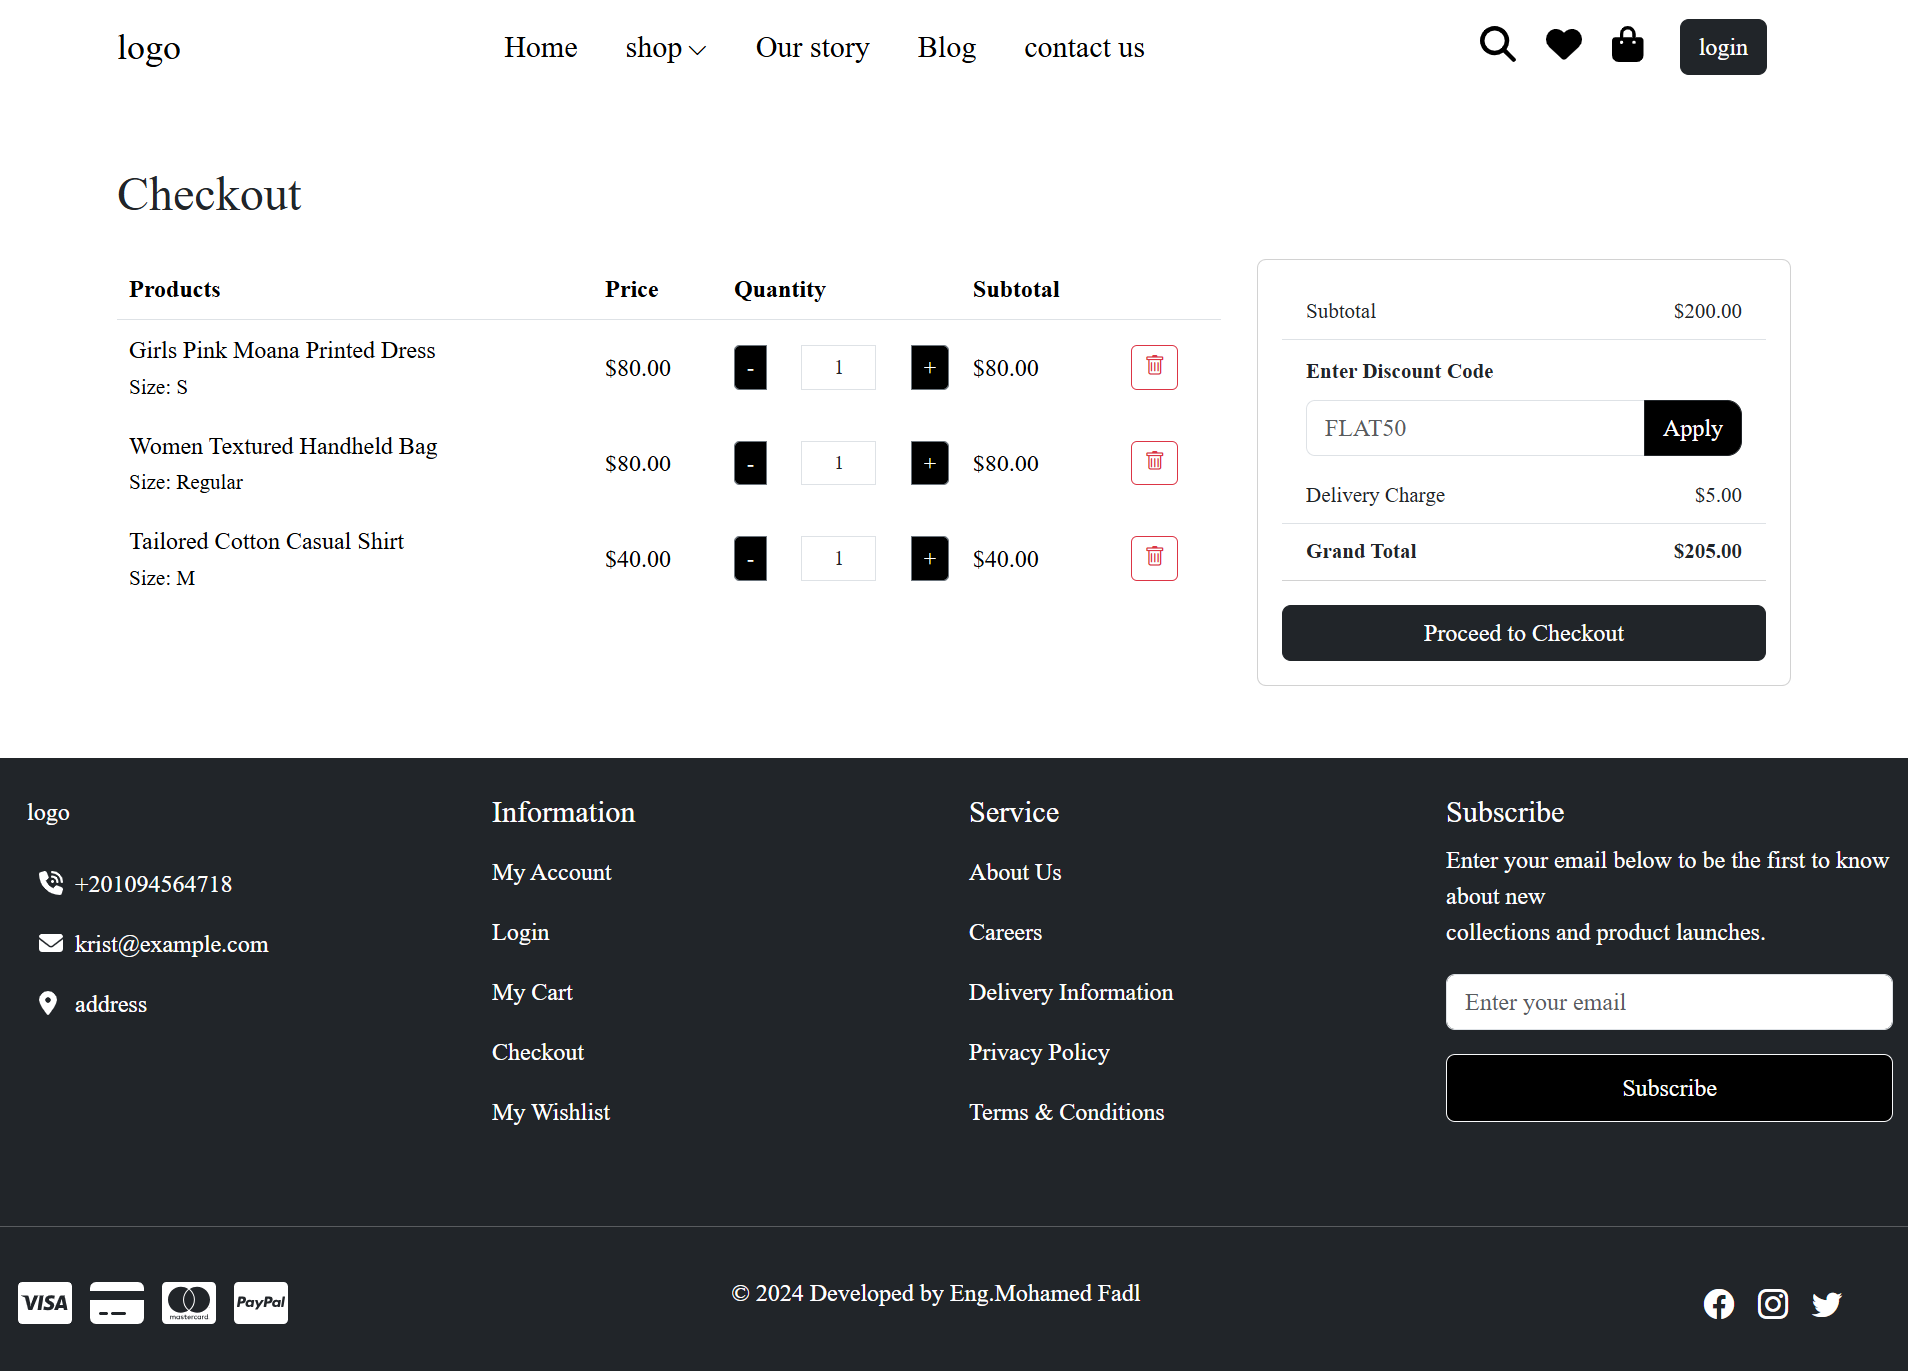 logo
Home
shop
Our story
Blog
contact us
login
Checkout
Products
Price
Quantity
Subtotal
Girls Pink Moana Printed Dress
Size: S
$80.00
-
1
+
$80.00
Women Textured Handheld Bag
Size: Regular
$80.00
-
1
+
$80.00
Tailored Cotton Casual Shirt
Size: M
$40.00
-
1
+
$40.00
Subtotal $200.00
Enter Discount Code
FLAT50
Apply
Delivery Charge $5.00
Grand Total $205.00
Proceed to Checkout
logo
+201094564718
krist@example.com
address
Information
My Account
Login
My Cart
Checkout
My Wishlist
Service
About Us
Careers
Delivery Information
Privacy Policy
Terms & Conditions
Subscribe
Enter your email below to be the first to know
about new
collections and product launches.
Enter your email
Subscribe
VISA
mastercard
PayPal
© 2024 Developed by Eng.Mohamed Fadl